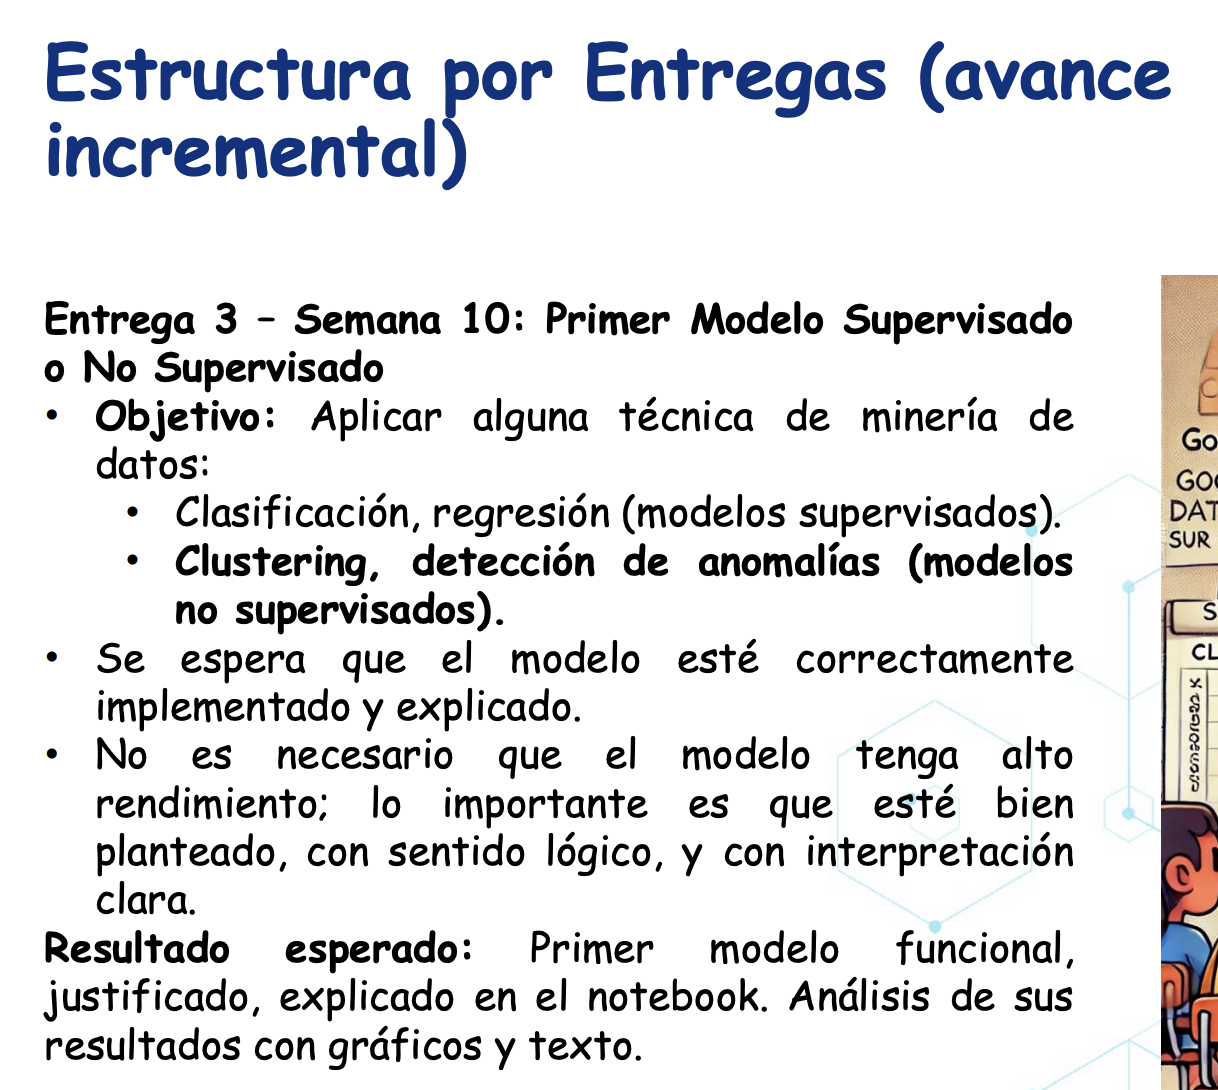 Estructura por Entregas (avance
incremental)
Entrega 3 – Semana 10: Primer Modelo Supervisado
o No Supervisado
• Objetivo: Aplicar alguna técnica de minería de
datos:
• Clasificación, regresión (modelos supervisados).
• Clustering, detección de anomalías (modelos
no supervisados).
• Se espera que el modelo esté correctamente
implementado y explicado.
• No es necesario que el modelo tenga alto
rendimiento; lo importante es que esté bien
planteado, con sentido lógico, y con interpretación
clara.
Resultado esperado: Primer modelo funcional,
justificado, explicado en el notebook. Análisis de sus
resultados con gráficos y texto.
SUR